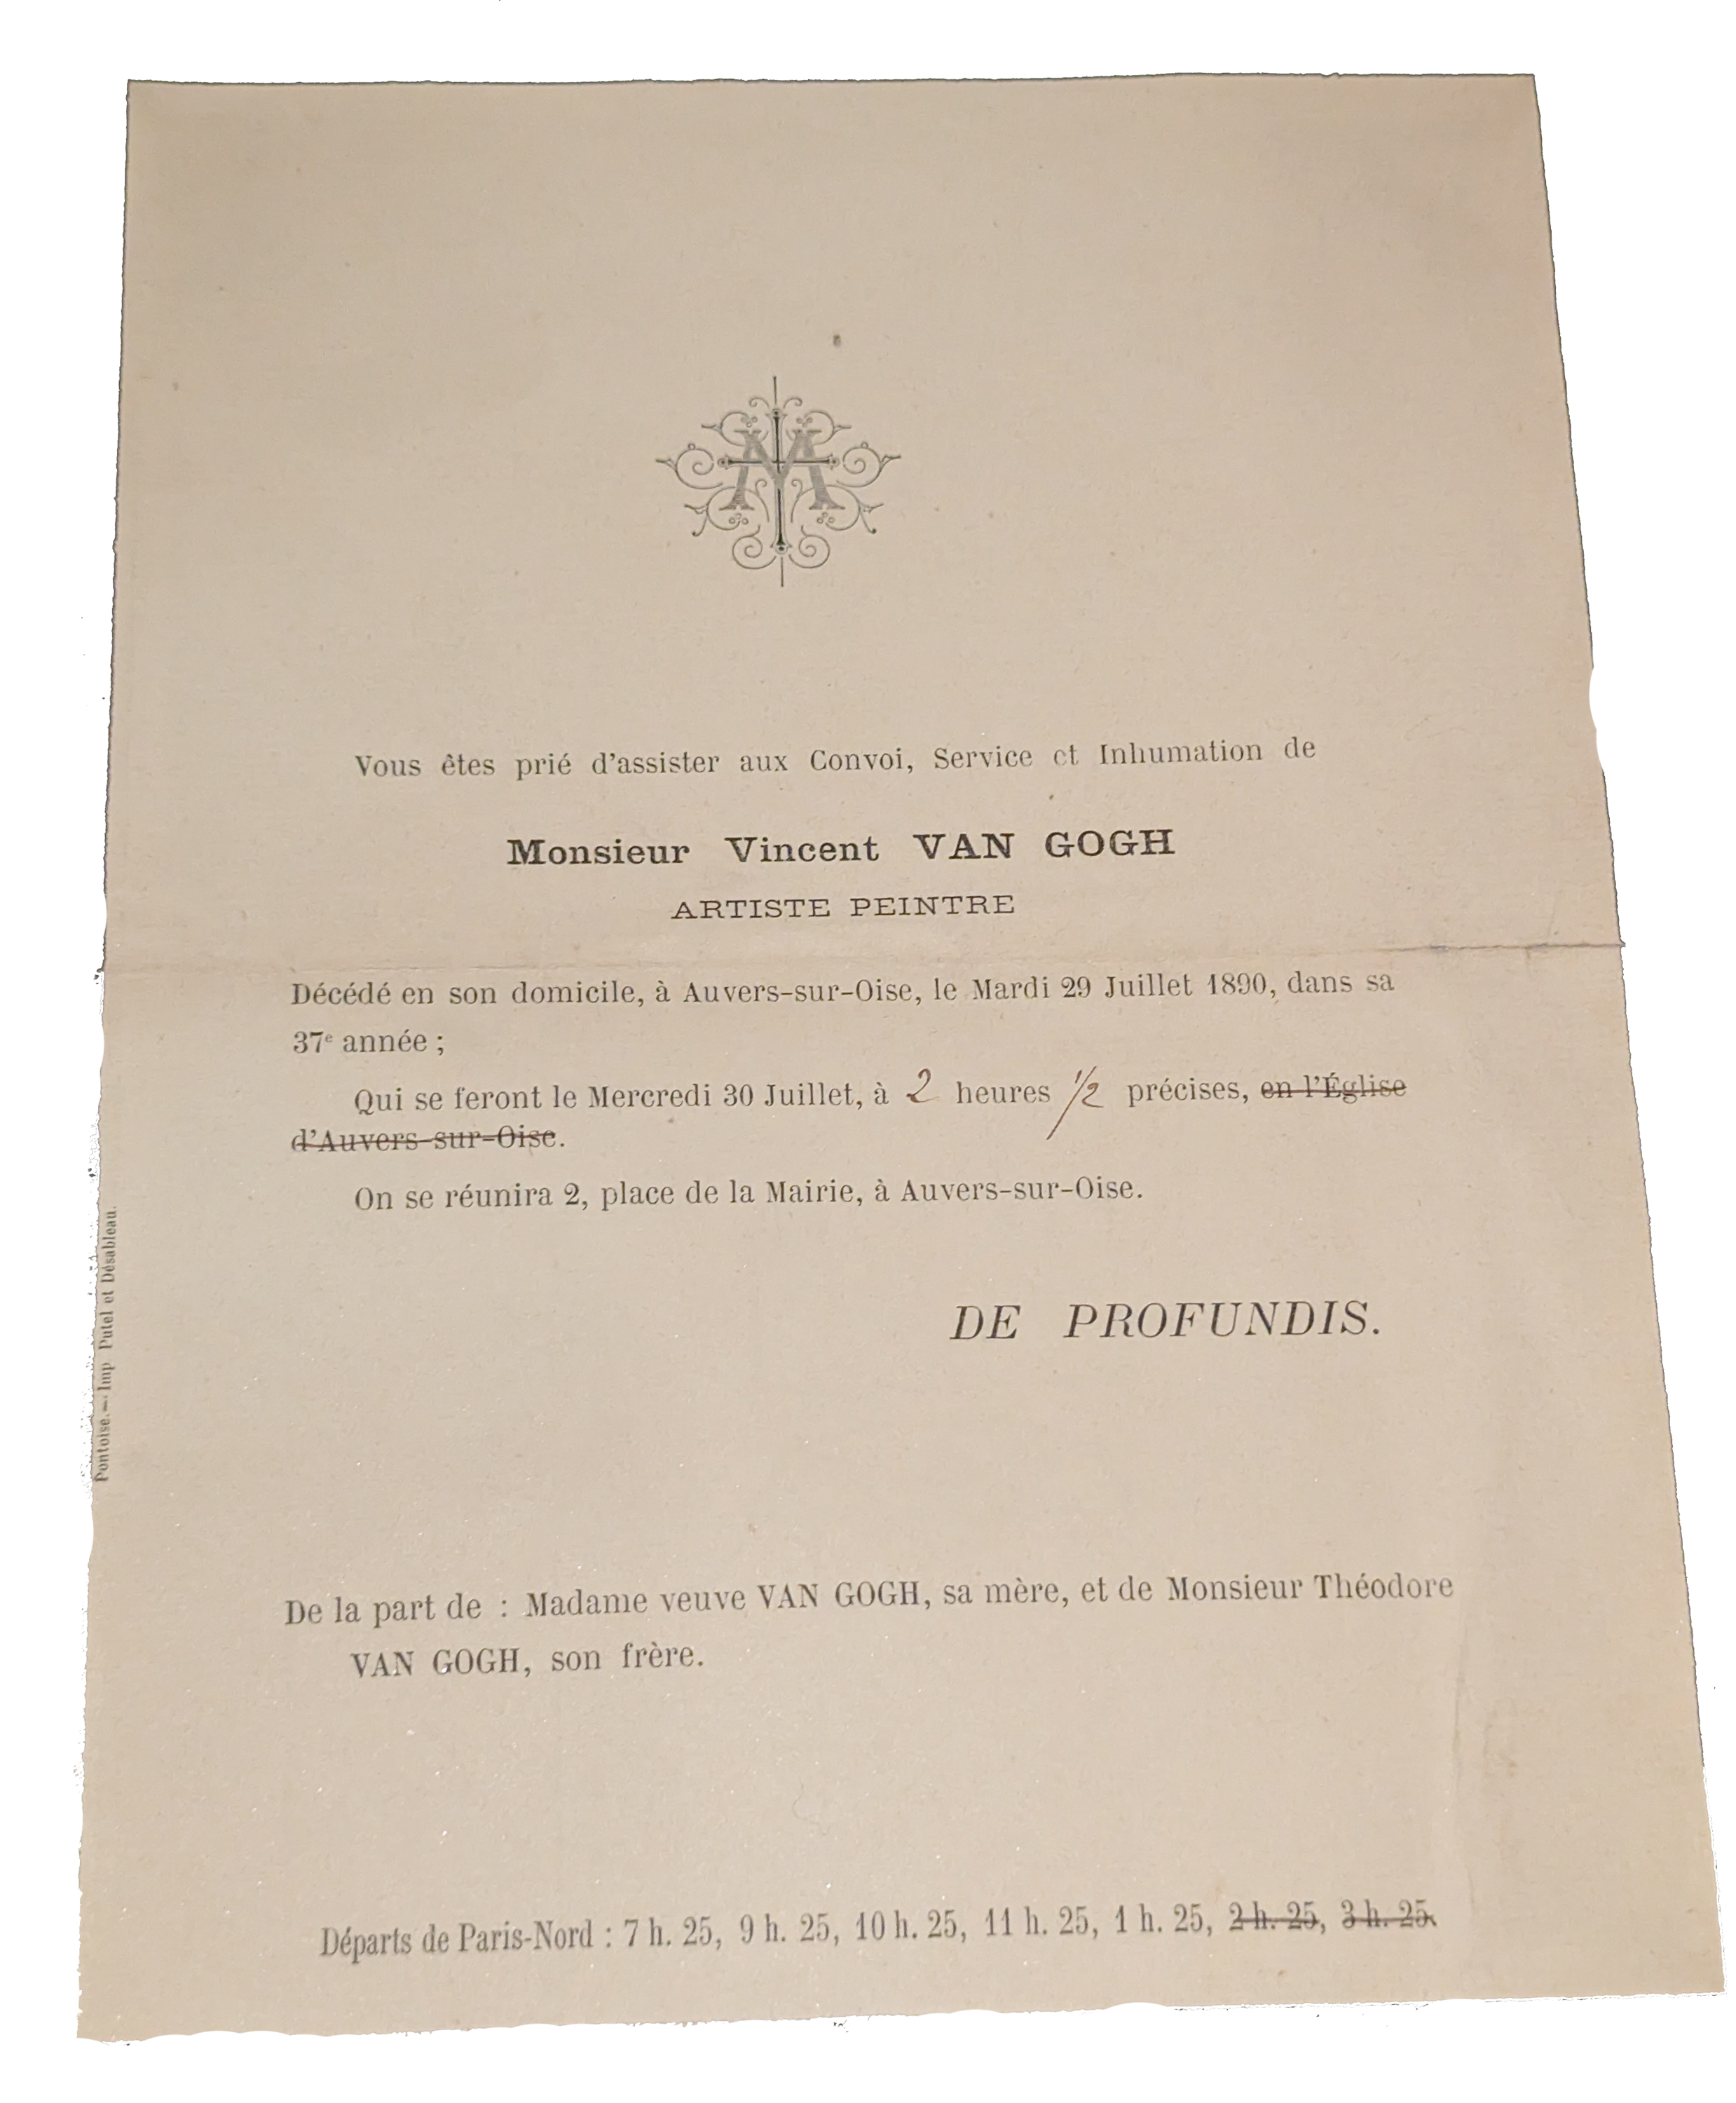 M
Vous êtes prié d'assister aux Convoi, Service et Inhumation de
Monsieur Vincent VAN GOGH
ARTISTE PEINTRE
Décédé en son domicile, à Auvers-sur-Oise, le Mardi 29 Juillet 1890, dans sa
37e année ;
Qui se feront le Mercredi 30 Juillet, à 2 heures 1/2 précises, en l'Église
d'Auvers-sur-Oise.
On se réunira 2, place de la Mairie, à Auvers-sur-Oise.
DE PROFUNDIS.
De la part de : Madame veuve VAN GOGH, sa mère, et de Monsieur Théodore
VAN GOGH, son frère.
Départs de Paris-Nord : 7 h. 25, 9 h. 25, 10 h. 25, 11 h. 25, 1 h. 25, 2 h. 25, 3 h. 25.
Pontoise.— Imp Putel et Désableau.